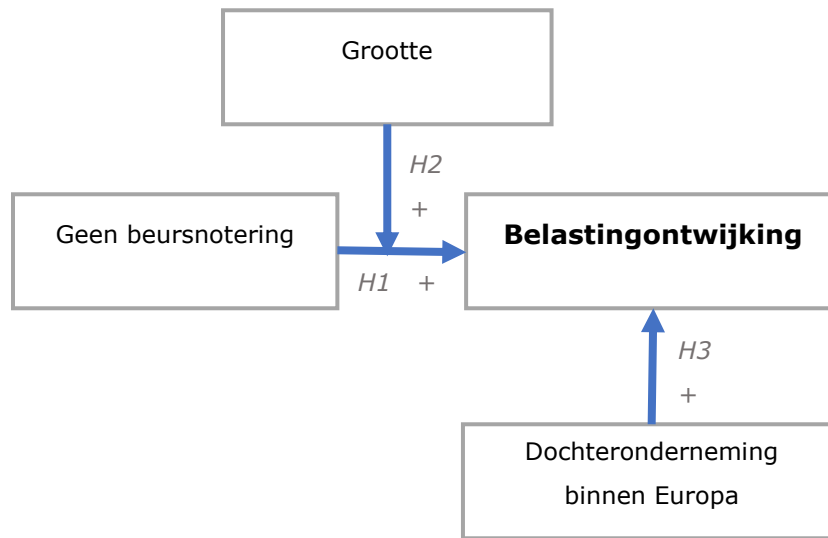 Grootte
H2
+
Geen beursnotering
Belastingontwijking
H1 +
H3
+
Dochteronderneming
binnen Europa